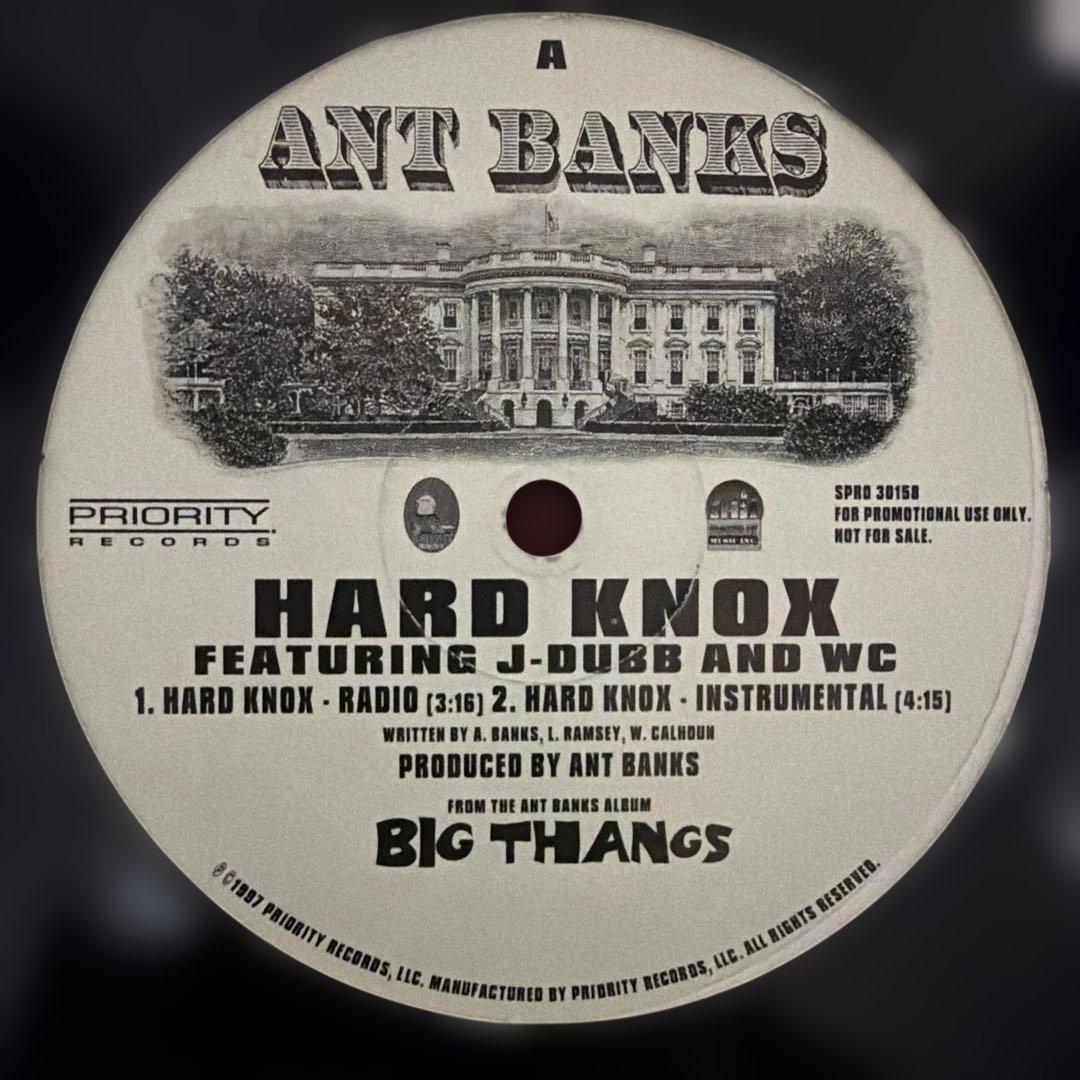 A
ANT BANKS
PRIORITY
RECORDS
SPRO 30158
FOR PROMOTIONAL USE ONLY.
NOT FOR SALE.
HARD KNOX
FEATURING J-DUBB AND WC
1. HARD KNOX - RADIO [3:16] 2. HARD KNOX - INSTRUMENTAL [4:15]
WRITTEN BY A. BANKS, L. RAMSEY, W. CALHOUN
PRODUCED BY ANT BANKS
FROM THE ANT BANKS ALBUM
BIG THANGS
℗ © 1997 PRIORITY RECORDS, LLC. MANUFACTURED BY PRIORITY RECORDS, LLC. ALL RIGHTS RESERVED.